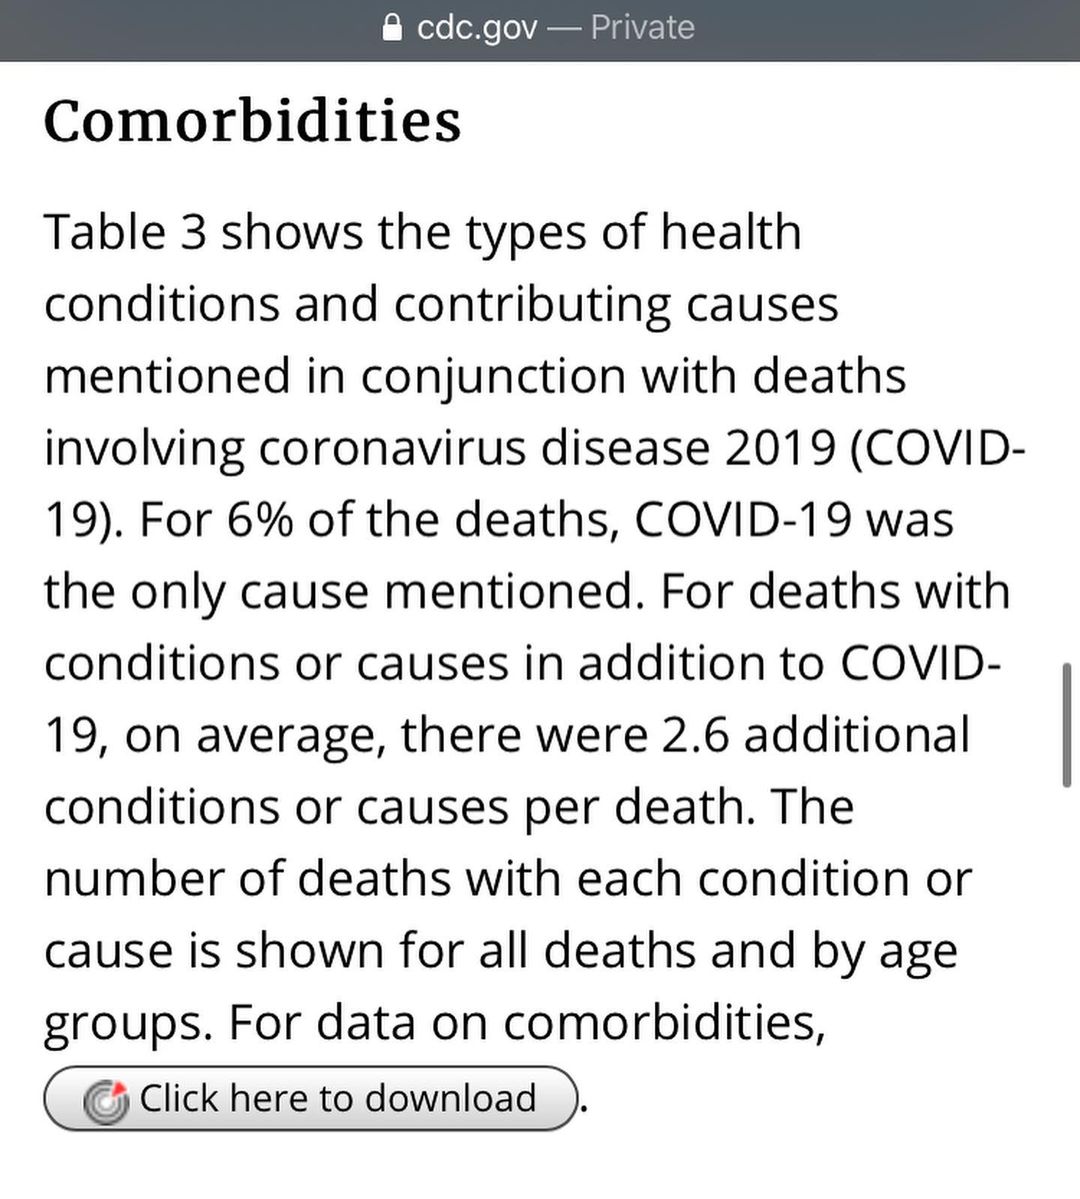 cdc.gov — Private
Comorbidities
Table 3 shows the types of health
conditions and contributing causes
mentioned in conjunction with deaths
involving coronavirus disease 2019 (COVID-
19). For 6% of the deaths, COVID-19 was
the only cause mentioned. For deaths with
conditions or causes in addition to COVID-
19, on average, there were 2.6 additional
conditions or causes per death. The
number of deaths with each condition or
cause is shown for all deaths and by age
groups. For data on comorbidities,
Click here to download.